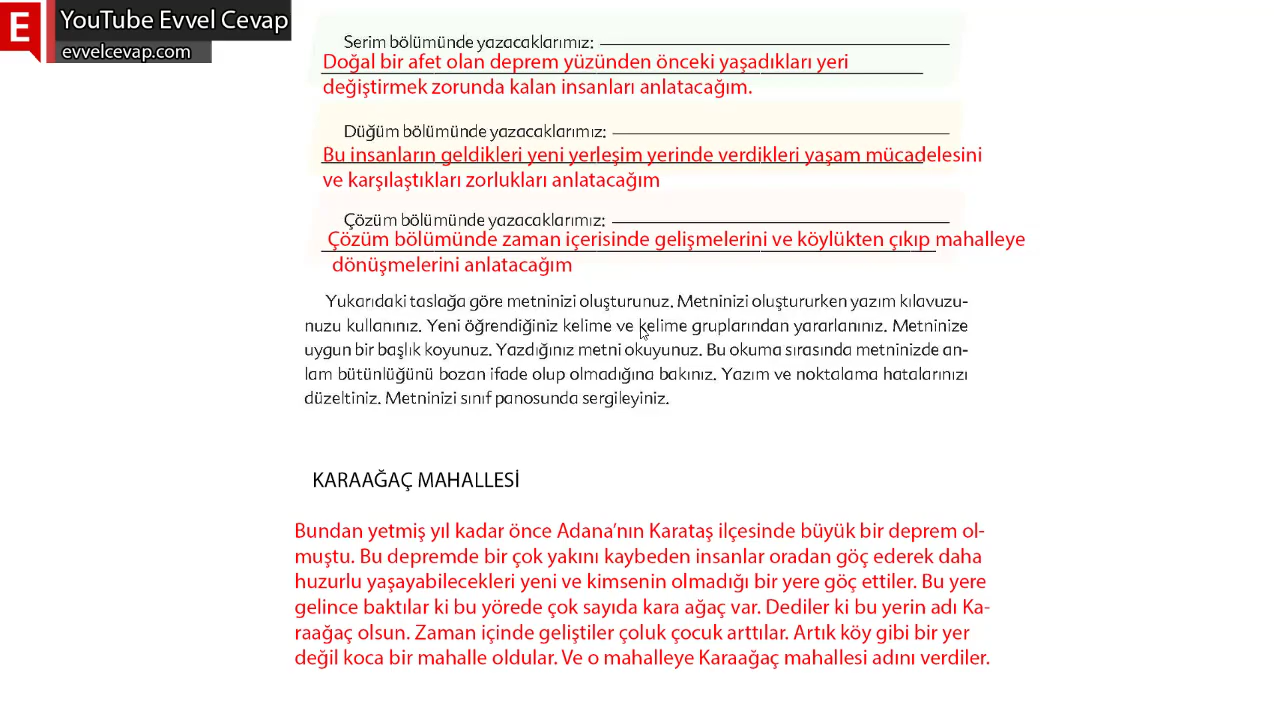 E YouTube Evvel Cevap
evvelcevap.com
Serim bölümünde yazacaklarımız:
Doğal bir afet olan deprem yüzünden önceki yaşadıkları yeri
değiştirmek zorunda kalan insanları anlatacağım.
Düğüm bölümünde yazacaklarımız:
Bu insanların geldikleri yeni yerleşim yerinde verdikleri yaşam mücadelesini
ve karşılaştıkları zorlukları anlatacağım
Çözüm bölümünde yazacaklarımız:
Çözüm bölümünde zaman içerisinde gelişmelerini ve köylükten çıkıp mahalleye
dönüşmelerini anlatacağım
Yukarıdaki taslağa göre metninizi oluşturunuz. Metninizi oluştururken yazım kılavuzu-
nuzu kullanınız. Yeni öğrendiğiniz kelime ve kelime gruplarından yararlanınız. Metninize
uygun bir başlık koyunuz. Yazdığınız metni okuyunuz. Bu okuma sırasında metninizde an-
lam bütünlüğünü bozan ifade olup olmadığına bakınız. Yazım ve noktalama hatalarınızı
düzeltiniz. Metninizi sınıf panosunda sergileyiniz.
KARAAĞAÇ MAHALLESİ
Bundan yetmiş yıl kadar önce Adana'nın Karataş ilçesinde büyük bir deprem ol-
muştu. Bu depremde bir çok yakını kaybeden insanlar oradan göç ederek daha
huzurlu yaşayabilecekleri yeni ve kimsenin olmadığı bir yere göç ettiler. Bu yere
gelince baktılar ki bu yörede çok sayıda kara ağaç var. Dediler ki bu yerin adı Ka-
raağaç olsun. Zaman içinde geliştiler çoluk çocuk arttılar. Artık köy gibi bir yer
değil koca bir mahalle oldular. Ve o mahalleye Karaağaç mahallesi adını verdiler.